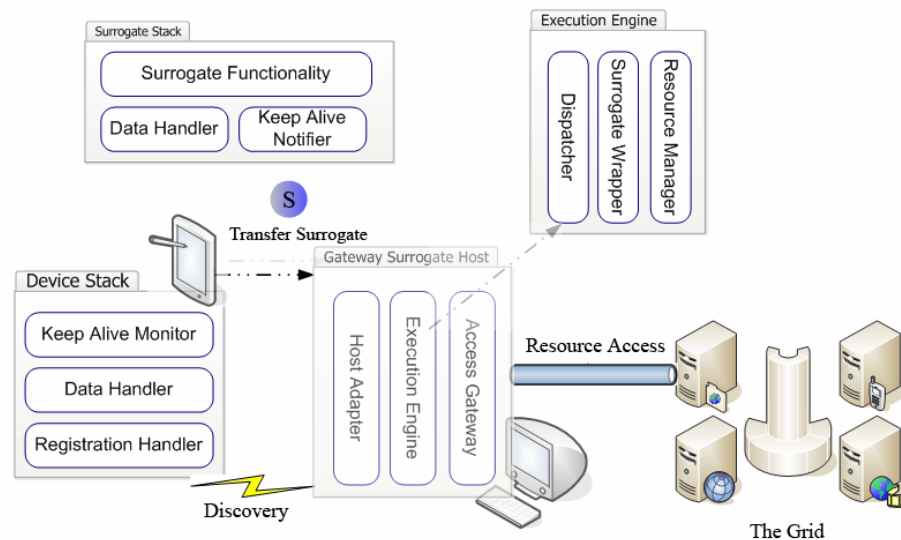 Surrogate Stack
Surrogate Functionality
Data Handler
Keep Alive
Notifier
Execution Engine
Dispatcher
Surrogate Wrapper
Resource Manager
S
Transfer Surrogate
Device Stack
Keep Alive Monitor
Data Handler
Registration Handler
Gateway Surrogate Host
Host Adapter
Execution Engine
Access Gateway
Resource Access
Discovery
The Grid